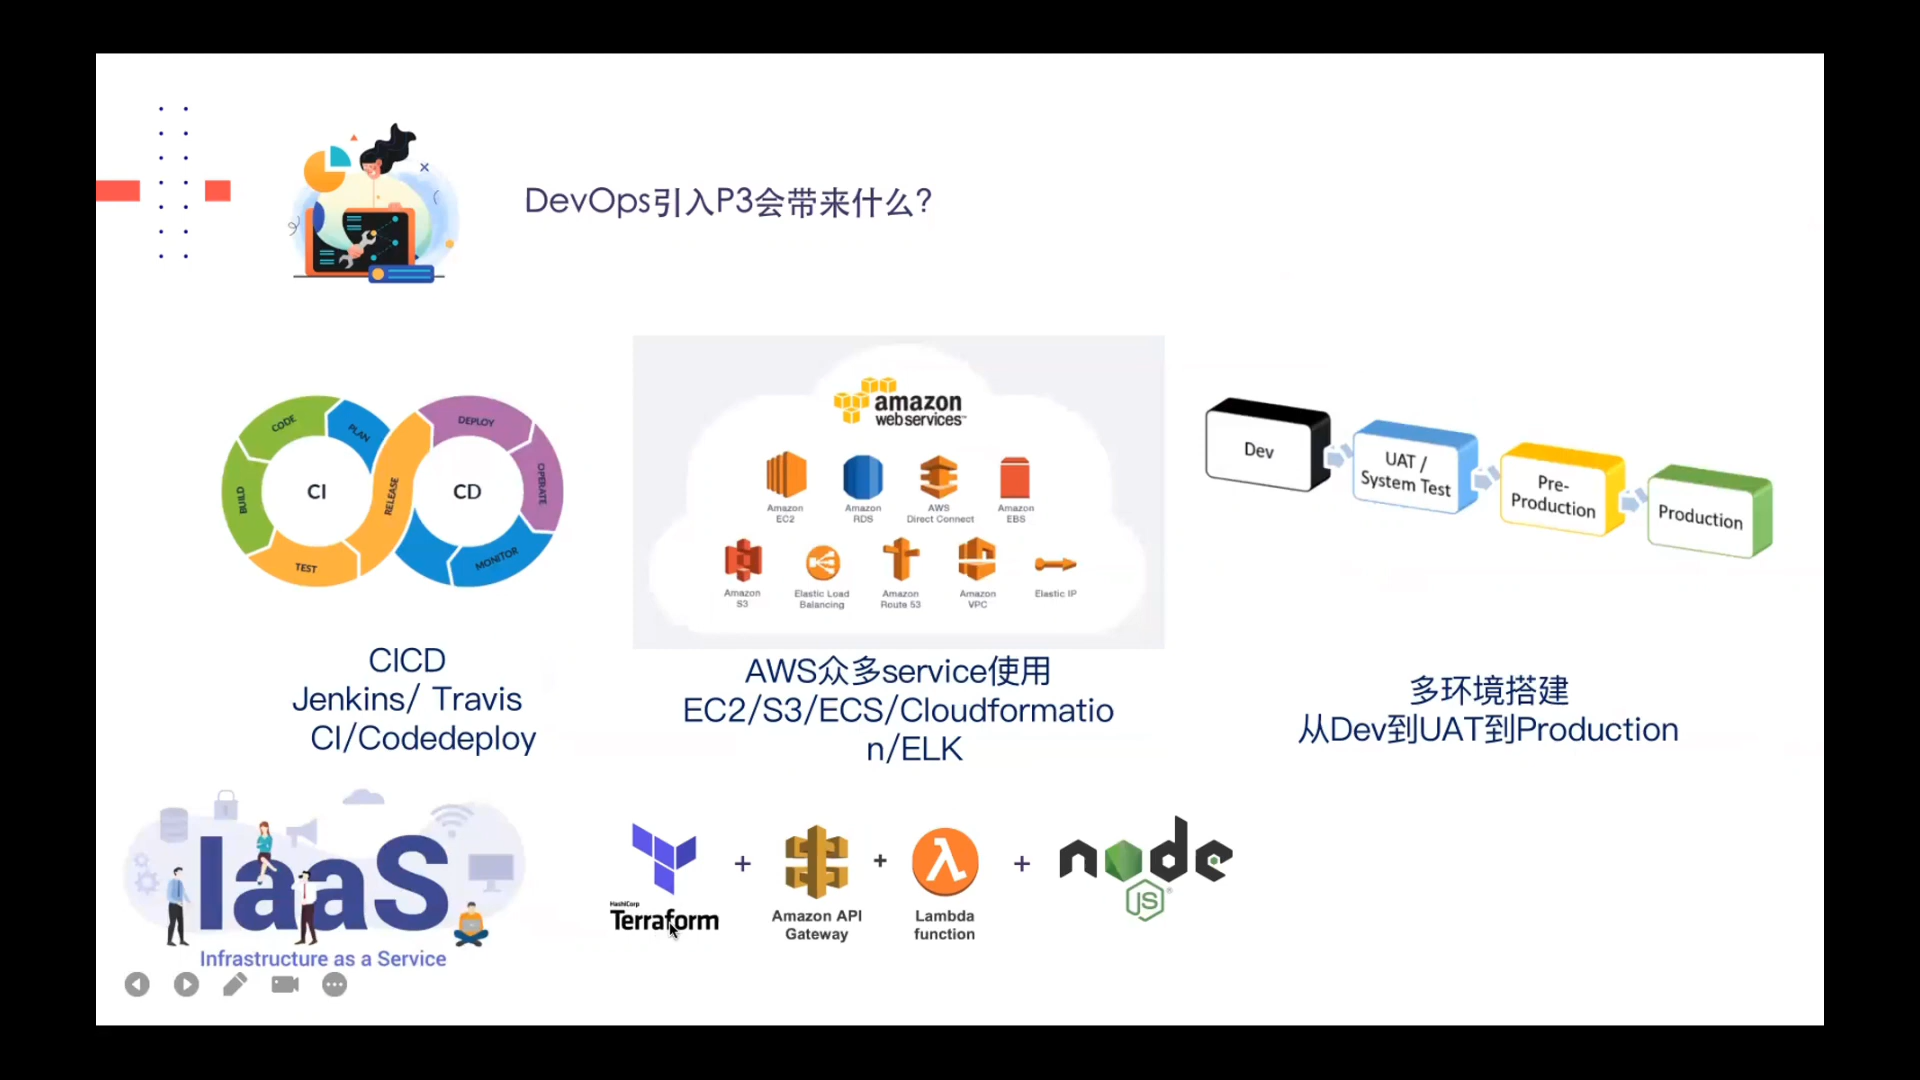 DevOps引入P3会带来什么?
CODE
PLAN
BUILD
CI
TEST
RELEASE
DEPLOY
OPERATE
CD
MONITOR
amazon
webservices™
Amazon
EC2
Amazon
RDS
AWS
Direct Connect
Amazon
EBS
Amazon
S3
Elastic Load
Balancing
Amazon
Route 53
Amazon
VPC
Elastic IP
Dev
UAT /
System Test
Pre-
Production
Production
CICD
Jenkins/ Travis
CI/Codedeploy
AWS众多service使用
EC2/S3/ECS/Cloudformatio
n/ELK
多环境搭建
从Dev到UAT到Production
IaaS
Infrastructure as a Service
HashiCorp
Terraform
+
Amazon API
Gateway
+
λ
Lambda
function
+
node
JS®